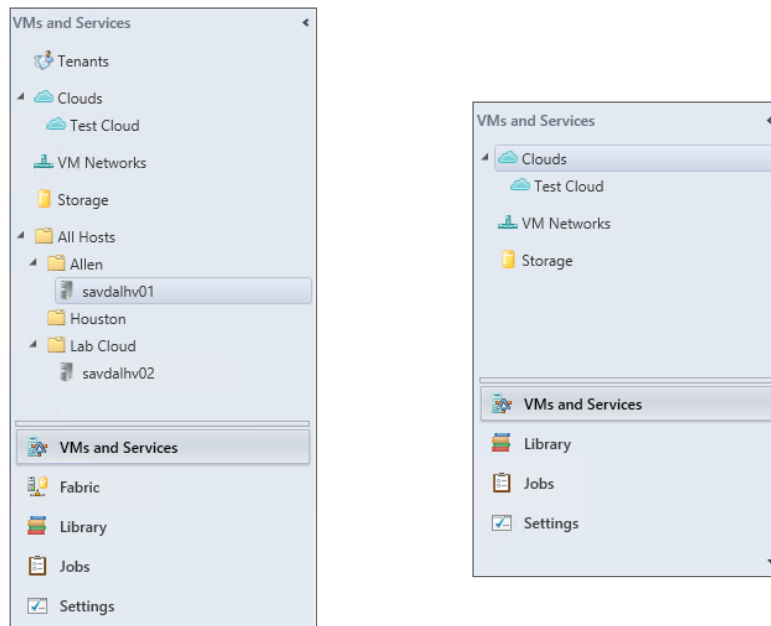 VMs and Services
Tenants
Clouds
Test Cloud
VM Networks
Storage
All Hosts
Allen
savdalhv01
Houston
Lab Cloud
savdalhv02
VMs and Services
Fabric
Library
Jobs
Settings
VMs and Services
Clouds
Test Cloud
VM Networks
Storage
VMs and Services
Library
Jobs
Settings